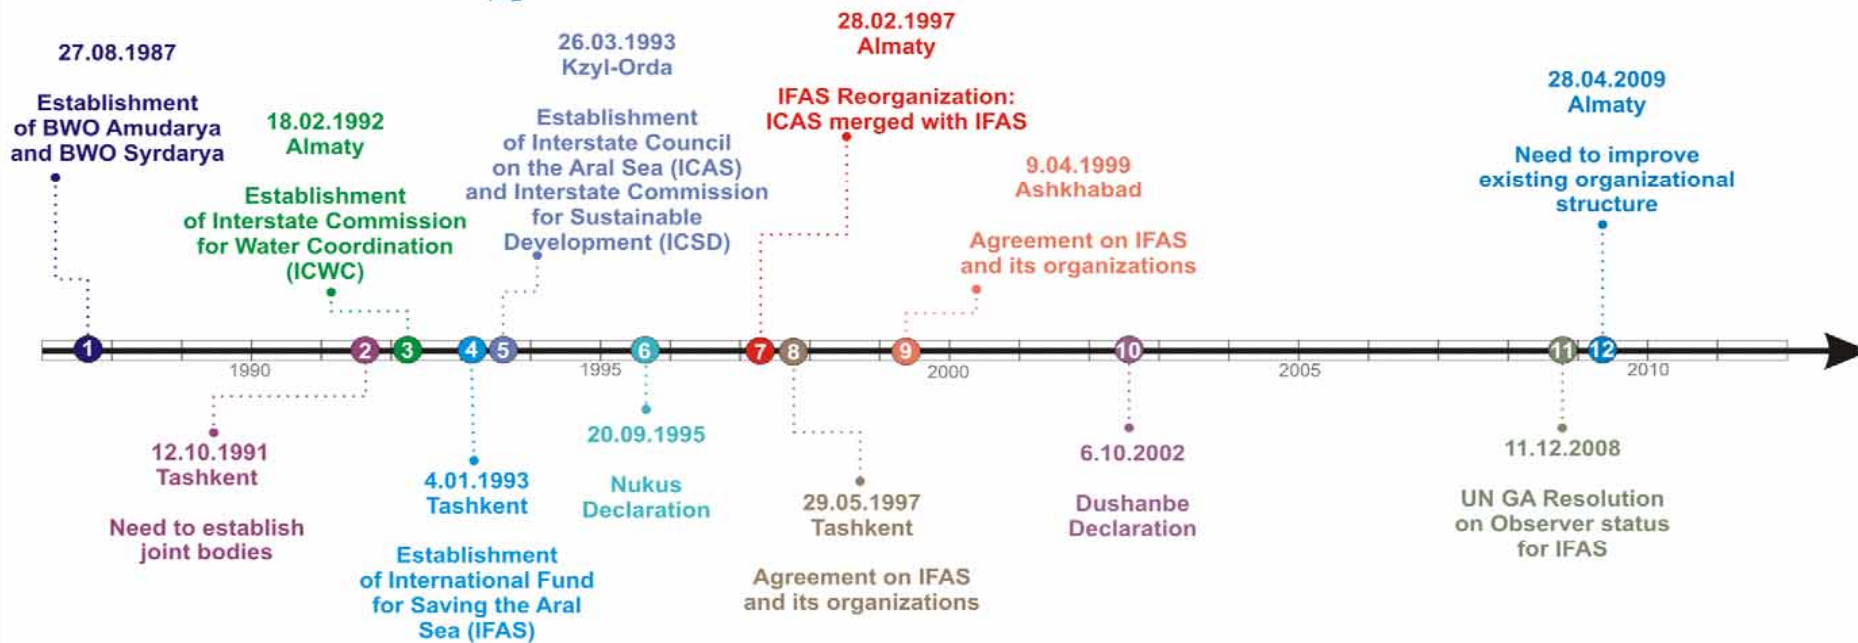 27.08.1987
Establishment
of BWO Amudarya
and BWO Syrdarya
18.02.1992
Almaty
Establishment
of Interstate Commission
for Water Coordination
(ICWC)
26.03.1993
Kzyl-Orda
Establishment
of Interstate Council
on the Aral Sea (ICAS)
and Interstate Commission
for Sustainable
Development (ICSD)
28.02.1997
Almaty
IFAS Reorganization:
ICAS merged with IFAS
9.04.1999
Ashkhabad
Agreement on IFAS
and its organizations
28.04.2009
Almaty
Need to improve
existing organizational
structure
1 2 3 4 5 6 7 8 9 10 11 12
1990 1995 2000 2005 2010
12.10.1991
Tashkent
Need to establish
joint bodies
4.01.1993
Tashkent
Establishment
of International Fund
for Saving the Aral
Sea (IFAS)
20.09.1995
Nukus
Declaration
29.05.1997
Tashkent
Agreement on IFAS
and its organizations
6.10.2002
Dushanbe
Declaration
11.12.2008
UN GA Resolution
on Observer status
for IFAS